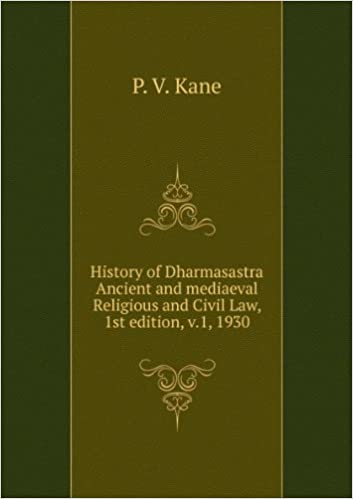 P. V. Kane
History of Dharmasastra
Ancient and mediaeval
Religious and Civil Law,
1st edition, v.1, 1930